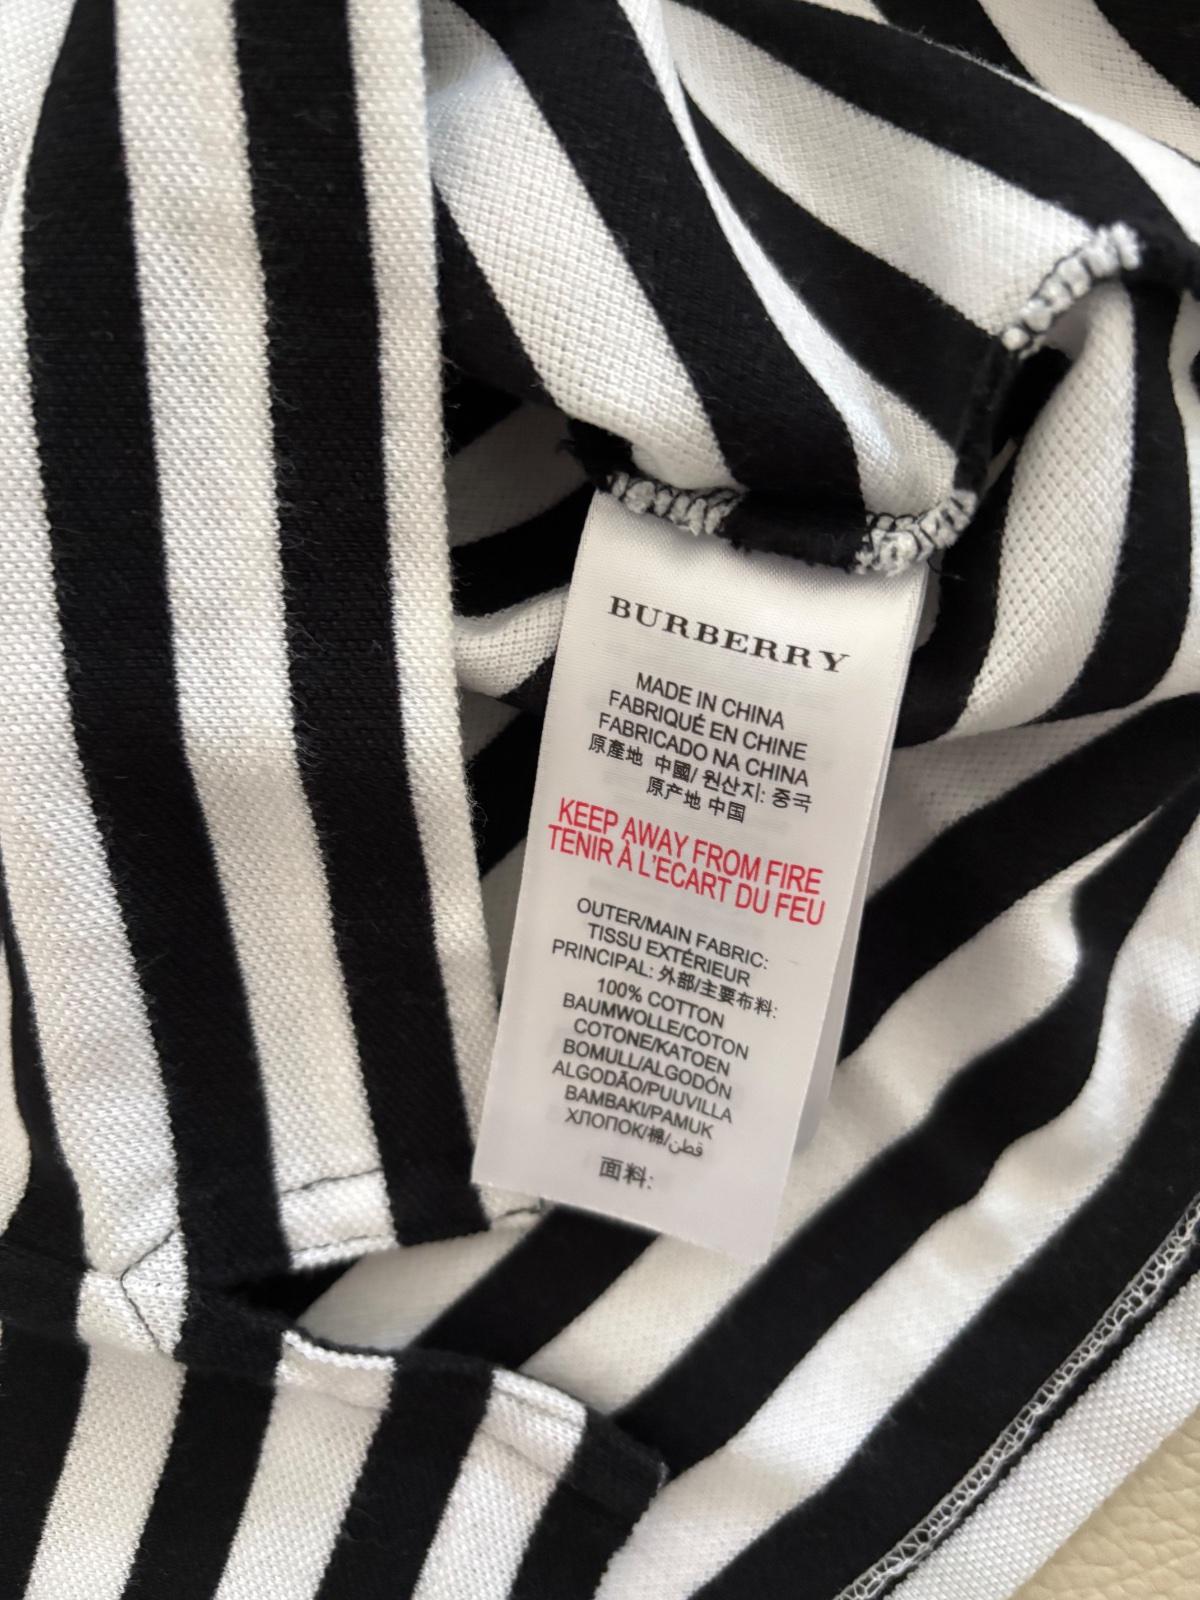 BURBERRY
MADE IN CHINA
FABRIQUÉ EN CHINE
FABRICADO NA CHINA
原產地 中國/ 원산지: 중국
原产地 中国
KEEP AWAY FROM FIRE
TENIR À L'ECART DU FEU
OUTER/MAIN FABRIC:
TISSU EXTÉRIEUR
PRINCIPAL: 外部/主要布料:
100% COTTON
BAUMWOLLE/COTON
COTONE/KATOEN
BOMULL/ALGODÓN
ALGODÃO/PUUVILLA
BAMBAKI/PAMUK
ХЛОПОК/棉/قطن
面料: